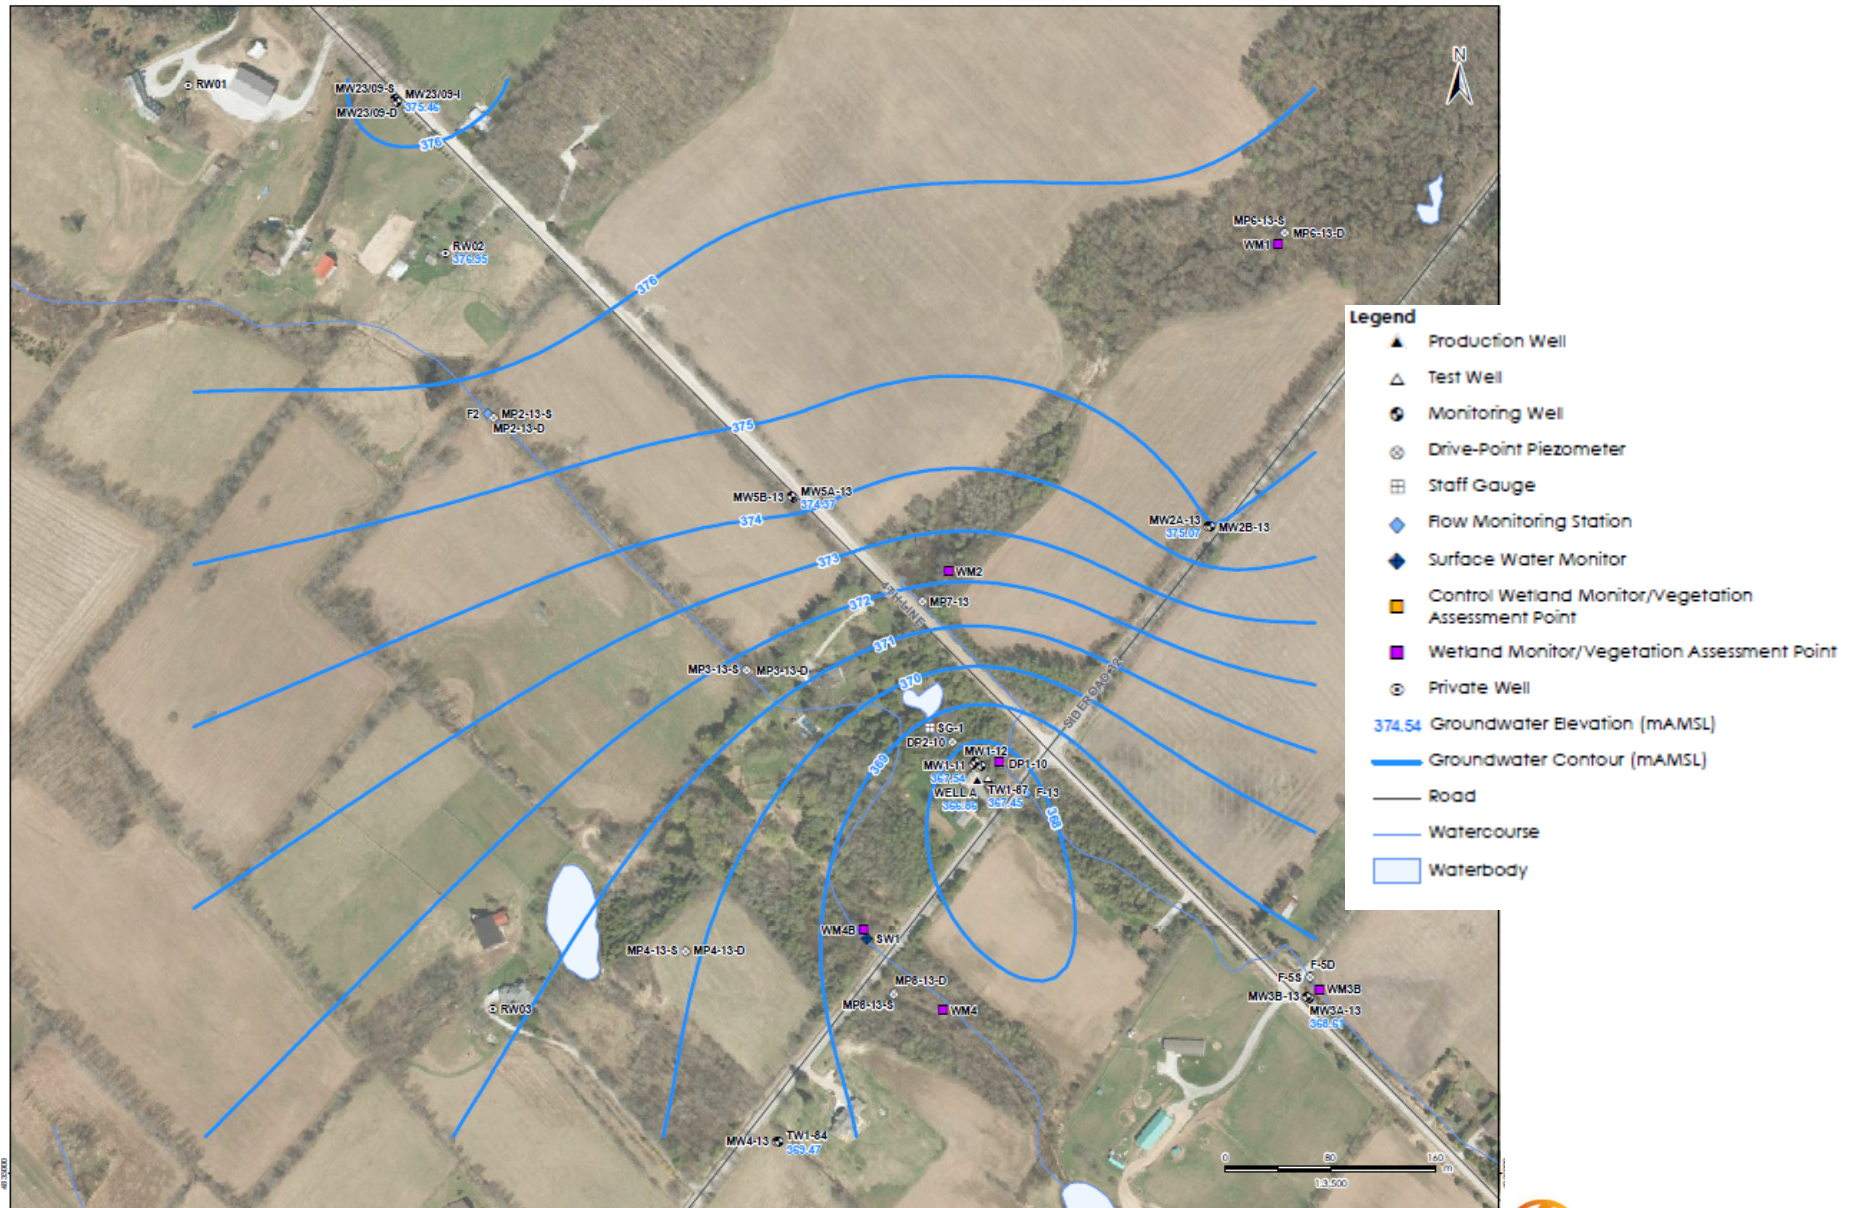 N
RW01
MW23/09-S
MW23/09-I
375.46
MW23/09-D
376
RW02
376.95
MP6-13-S
MP6-13-D
WM1
376
F2
MP2-13-S
MP2-13-D
375
MW5B-13
MW5A-13
374.37
374
MW2A-13
MW2B-13
375.07
373
WM2
4TH LINE
372
MP7-13
371
MP3-13-S
MP3-13-D
370
SIDEROAD 12
SG-1
DP2-10
MW1-12
369
MW1-11
DP1-10
367.54
WELL A
TW1-87
F-13
366.86
367.45
368
WM4B
SW1
MP4-13-S
MP4-13-D
MP8-13-D
MP8-13-S
WM4
RW03
F-5D
F-5S
WM3B
MW3B-13
MW3A-13
368.61
MW4-13
TW1-84
369.47
0 80 160
m
1:3,500
Legend
Production Well
Test Well
Monitoring Well
Drive-Point Piezometer
Staff Gauge
Flow Monitoring Station
Surface Water Monitor
Control Wetland Monitor/Vegetation
Assessment Point
Wetland Monitor/Vegetation Assessment Point
Private Well
374.54 Groundwater Elevation (mAMSL)
Groundwater Contour (mAMSL)
Road
Watercourse
Waterbody